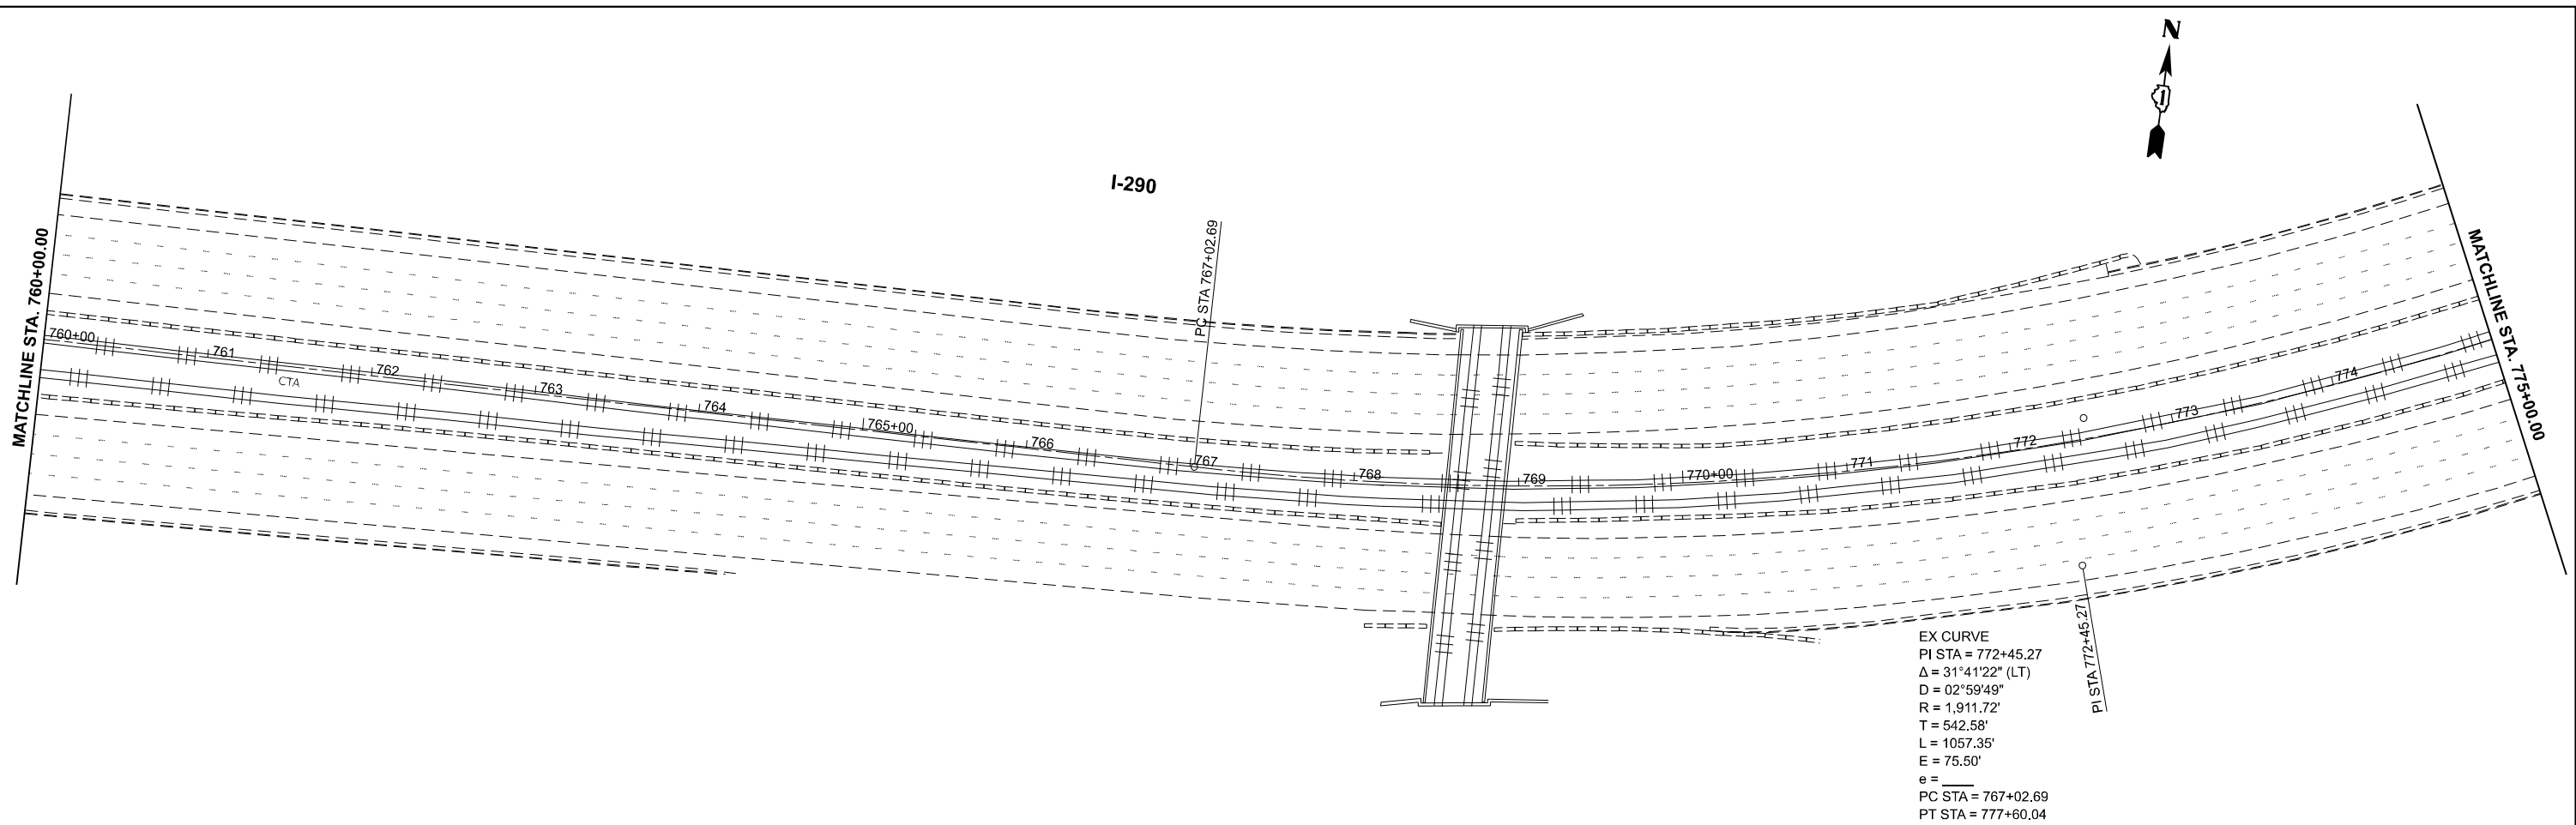 N
I
I-290
MATCHLINE STA. 760+00.00
PC STA 767+02.69
MATCHLINE STA. 775+00.00
760+00
761
762
763
764
765+00
766
767
768
769
770+00
771
772
773
774
CTA
PI STA 772+45.27
EX CURVE
PI STA = 772+45.27
Δ = 31°41'22" (LT)
D = 02°59'49"
R = 1,911.72'
T = 542.58'
L = 1057.35'
E = 75.50'
e = ____
PC STA = 767+02.69
PT STA = 777+60.04